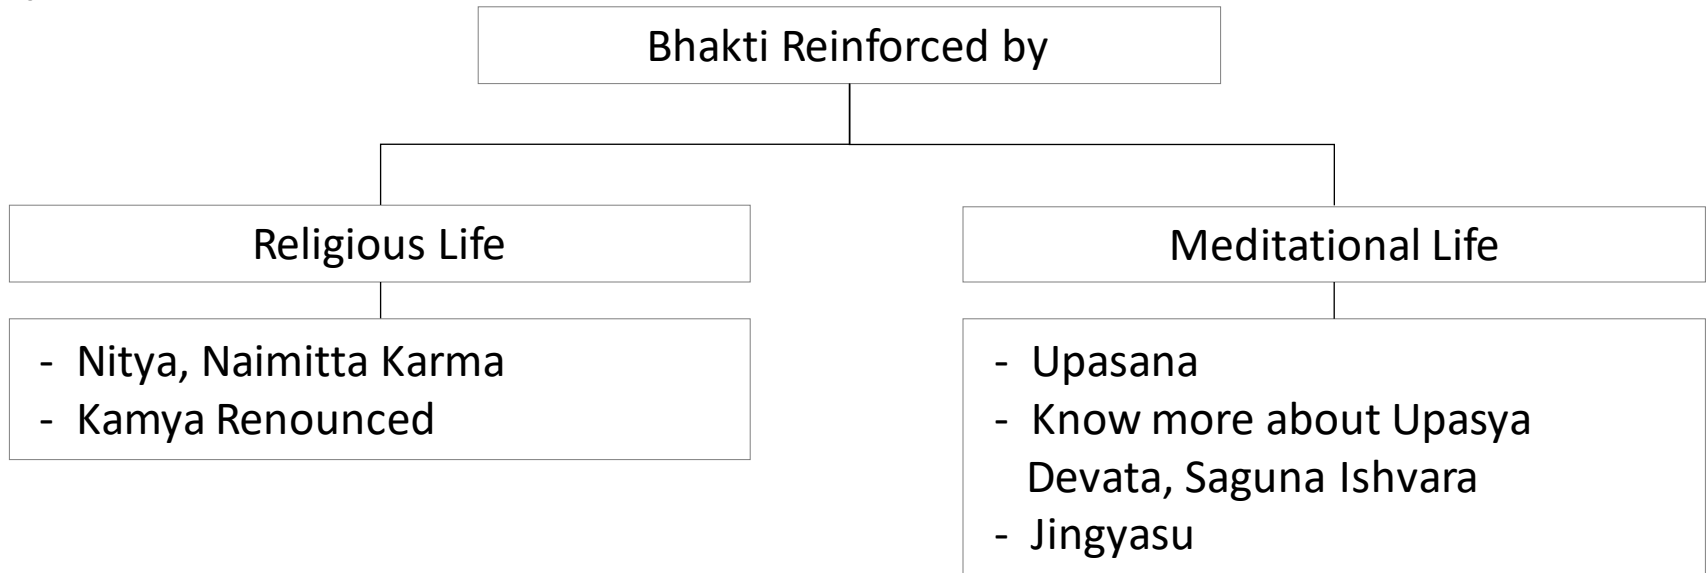 Bhakti Reinforced by
Religious Life
- Nitya, Naimitta Karma
- Kamya Renounced
Meditational Life
- Upasana
- Know more about Upasya
Devata, Saguna Ishvara
- Jingyasu